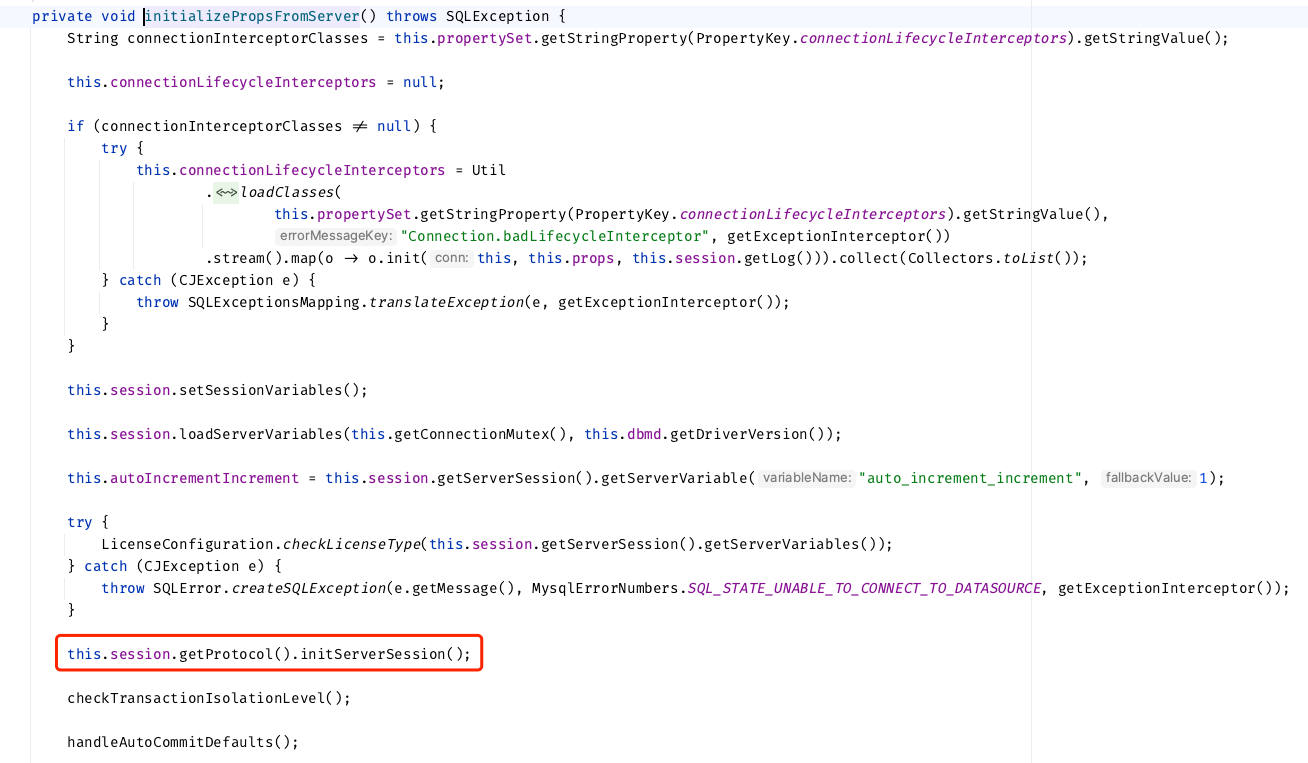 private void initializePropsFromServer() throws SQLException {
String connectionInterceptorClasses = this.propertySet.getStringProperty(PropertyKey.connectionLifecycleInterceptors).getStringValue();
this.connectionLifecycleInterceptors = null;
if (connectionInterceptorClasses ≠ null) {
try {
this.connectionLifecycleInterceptors = Util
.<~>loadClasses(
this.propertySet.getStringProperty(PropertyKey.connectionLifecycleInterceptors).getStringValue(),
errorMessageKey: "Connection.badLifecycleInterceptor", getExceptionInterceptor())
.stream().map(o → o.init( conn: this, this.props, this.session.getLog())).collect(Collectors.toList());
} catch (CJException e) {
throw SQLExceptionsMapping.translateException(e, getExceptionInterceptor());
}
}
this.session.setSessionVariables();
this.session.loadServerVariables(this.getConnectionMutex(), this.dbmd.getDriverVersion());
this.autoIncrementIncrement = this.session.getServerSession().getServerVariable( variableName: "auto_increment_increment", fallbackValue: 1);
try {
LicenseConfiguration.checkLicenseType(this.session.getServerSession().getServerVariables());
} catch (CJException e) {
throw SQLError.createSQLException(e.getMessage(), MysqlErrorNumbers.SQL_STATE_UNABLE_TO_CONNECT_TO_DATASOURCE, getExceptionInterceptor());
}
this.session.getProtocol().initServerSession();
checkTransactionIsolationLevel();
handleAutoCommitDefaults();